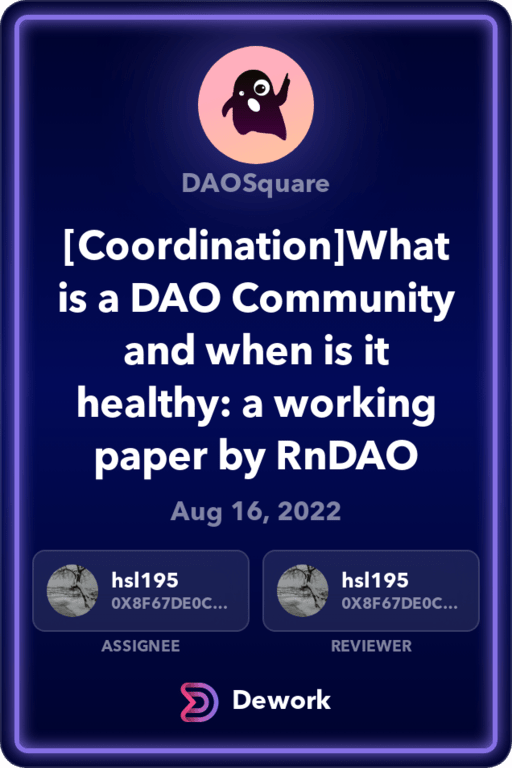 DAOSquare
[Coordination]What
is a DAO Community
and when is it
healthy: a working
paper by RnDAO
Aug 16, 2022
hsl195
0X8F67DE0C...
ASSIGNEE
hsl195
0X8F67DE0C...
REVIEWER
Dework